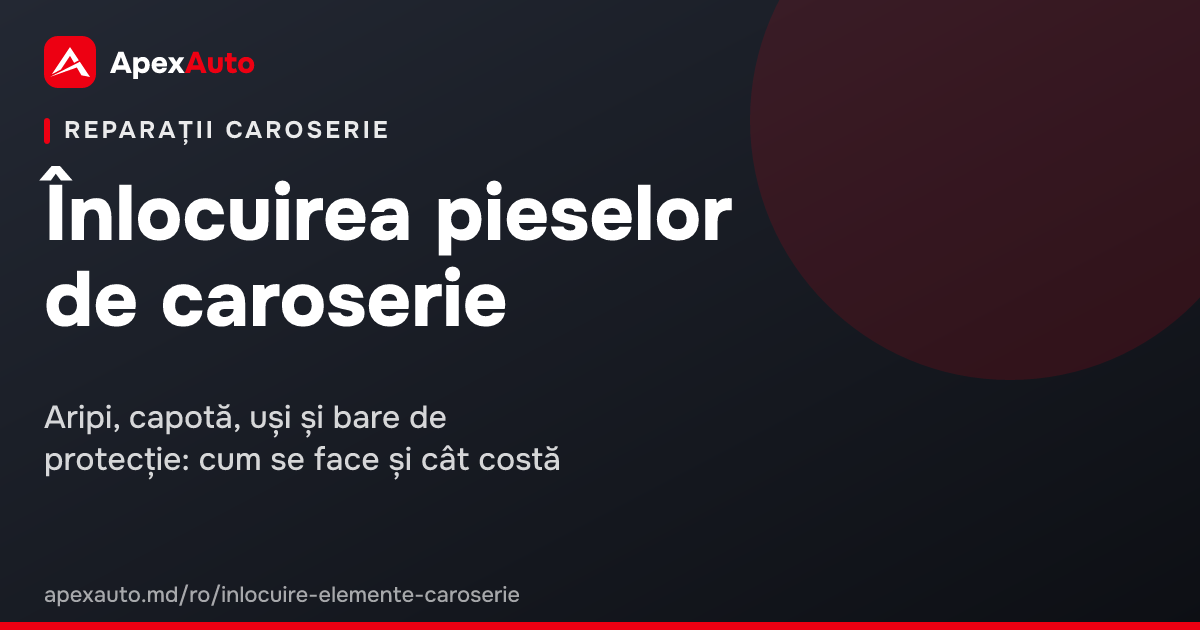 ApexAuto
REPARAȚII CAROSERIE
Înlocuirea pieselor
de caroserie
Aripi, capotă, uși și bare de
protecție: cum se face și cât costă
apexauto.md/ro/inlocuire-elemente-caroserie